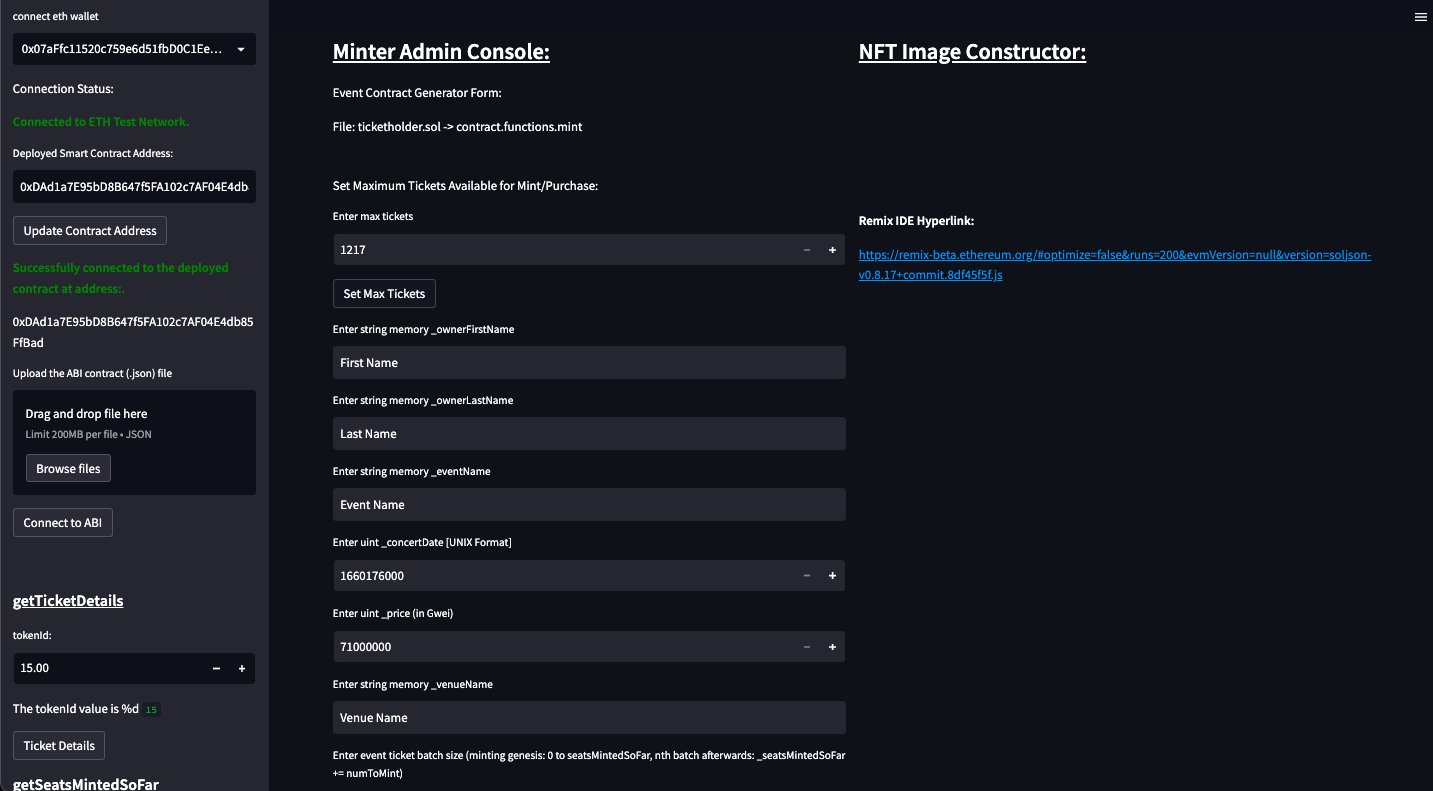 connect eth wallet
0x07aFfc11520c759e6d51fbD0C1Ee...
Connection Status:
Connected to ETH Test Network.
Deployed Smart Contract Address:
0xDAd1a7E95bD8B647f5FA102c7AF04E4db
Update Contract Address
Successfully connected to the deployed
contract at address:.
0xDAd1a7E95bD8B647f5FA102c7AF04E4db85
FfBad
Upload the ABI contract (.json) file
Drag and drop file here
Limit 200MB per file • JSON
Browse files
Connect to ABI
getTicketDetails
tokenId:
15.00
The tokenId value is %d 15
Ticket Details
getSeatsMintedSoFar
Minter Admin Console:
Event Contract Generator Form:
File: ticketholder.sol -> contract.functions.mint
Set Maximum Tickets Available for Mint/Purchase:
Enter max tickets
1217
Set Max Tickets
Enter string memory _ownerFirstName
First Name
Enter string memory _ownerLastName
Last Name
Enter string memory _eventName
Event Name
Enter uint _concertDate [UNIX Format]
1660176000
Enter uint _price (in Gwei)
71000000
Enter string memory _venueName
Venue Name
Enter event ticket batch size (minting genesis: 0 to seatsMintedSoFar, nth batch afterwards: _seatsMintedSoFar
+= numToMint)
NFT Image Constructor:
Remix IDE Hyperlink:
https://remix-beta.ethereum.org/#optimize=false&runs=200&evmVersion=null&version=soljson-
v0.8.17+commit.8df45f5f.js